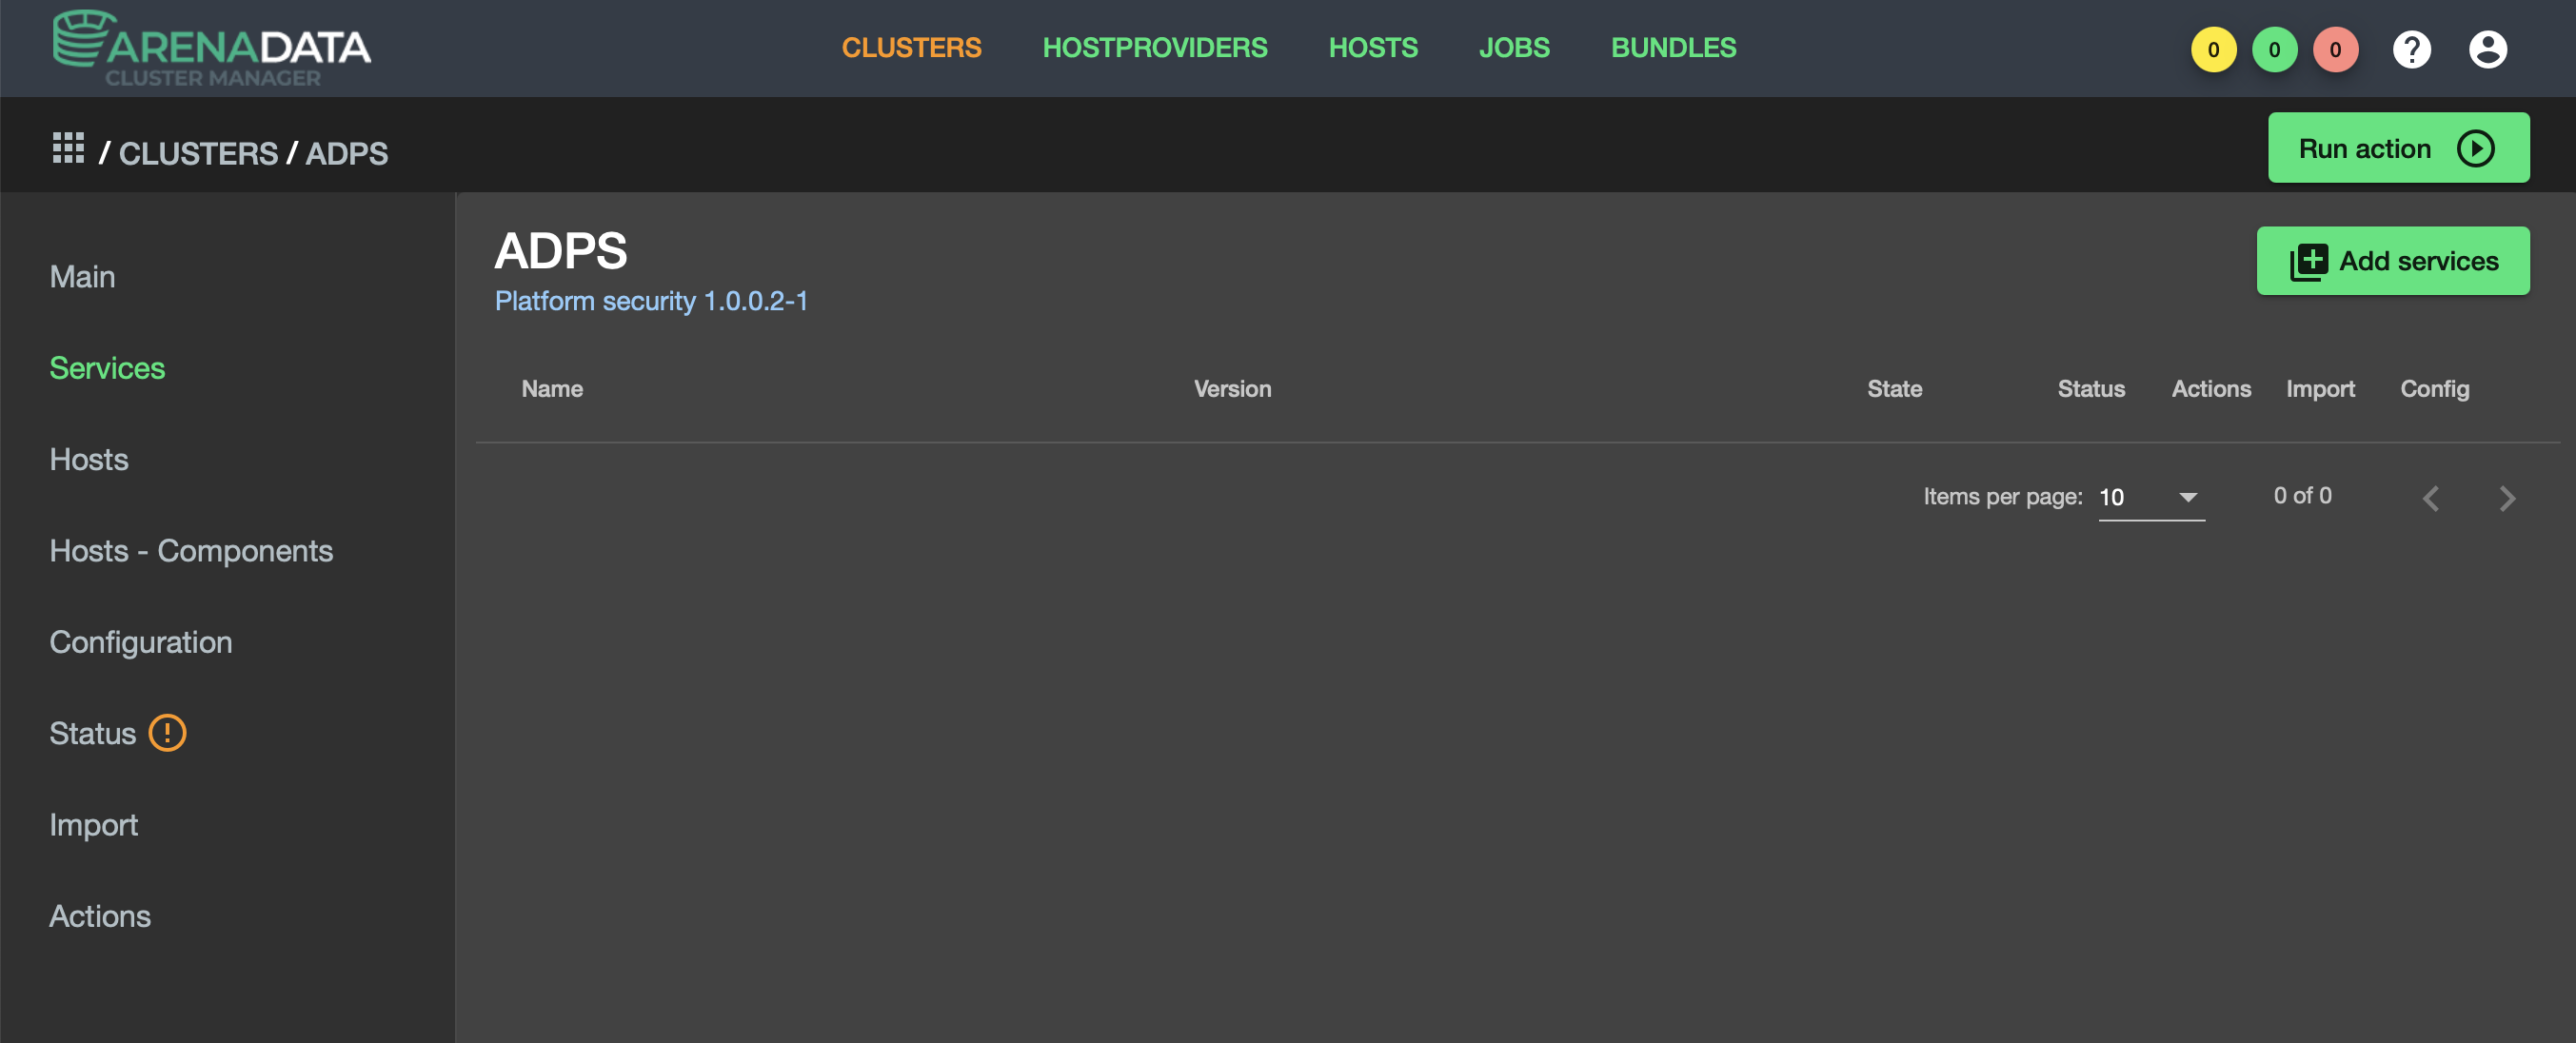 ARENADATA
CLUSTER MANAGER
CLUSTERS HOSTPROVIDERS HOSTS JOBS BUNDLES
0 0 0 ?
/ CLUSTERS / ADPS
Run action
Main
Services
Hosts
Hosts - Components
Configuration
Status !
Import
Actions
ADPS
Platform security 1.0.0.2-1
Add services
Name Version State Status Actions Import Config
Items per page: 10 0 of 0